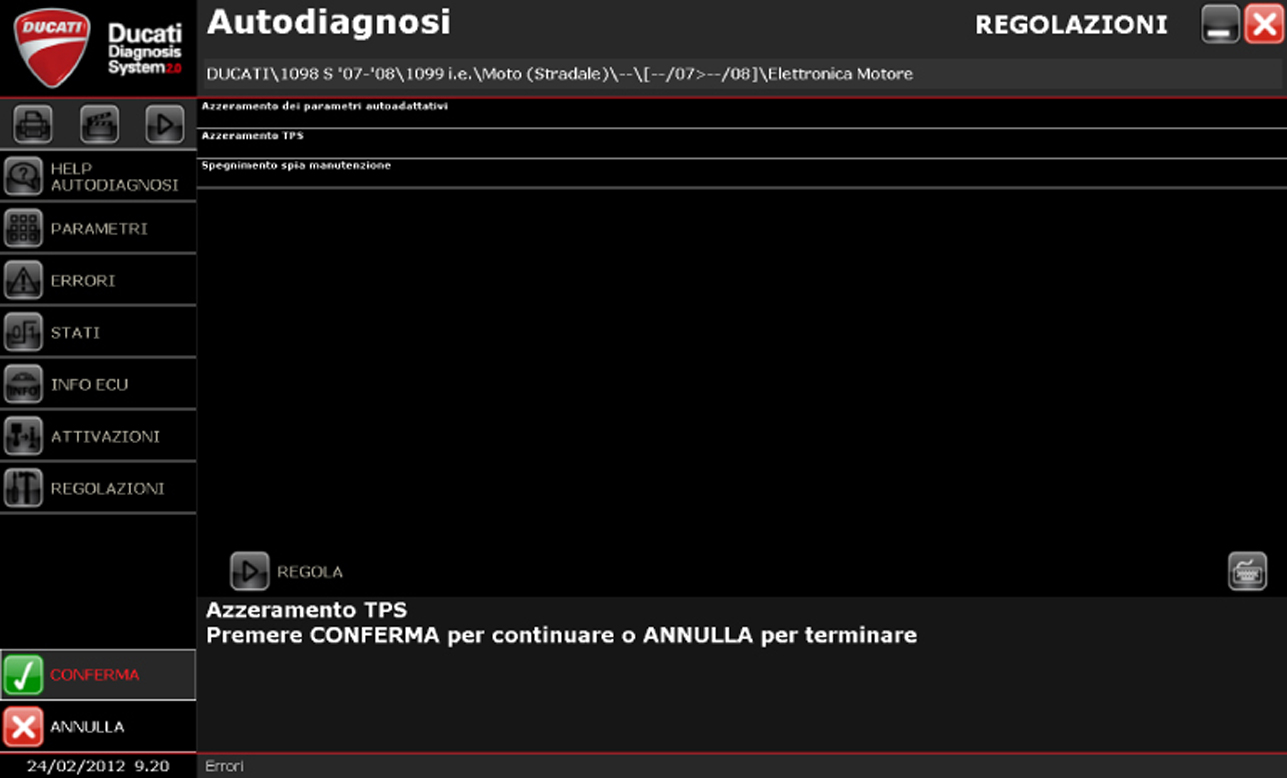 DUCATI
Ducati
Diagnosis
System2.0
Autodiagnosi
REGOLAZIONI
DUCATI\1098 S '07-'08\1099 i.e.\Moto (Stradale)\--\[--/07>--/08]\Elettronica Motore
Azzeramento dei parametri autoadattativi
Azzeramento TPS
Spegnimento spia manutenzione
HELP
AUTODIAGNOSI
PARAMETRI
ERRORI
STATI
INFO
INFO ECU
ATTIVAZIONI
REGOLAZIONI
REGOLA
Azzeramento TPS
Premere CONFERMA per continuare o ANNULLA per terminare
CONFERMA
ANNULLA
24/02/2012 9.20
Errori